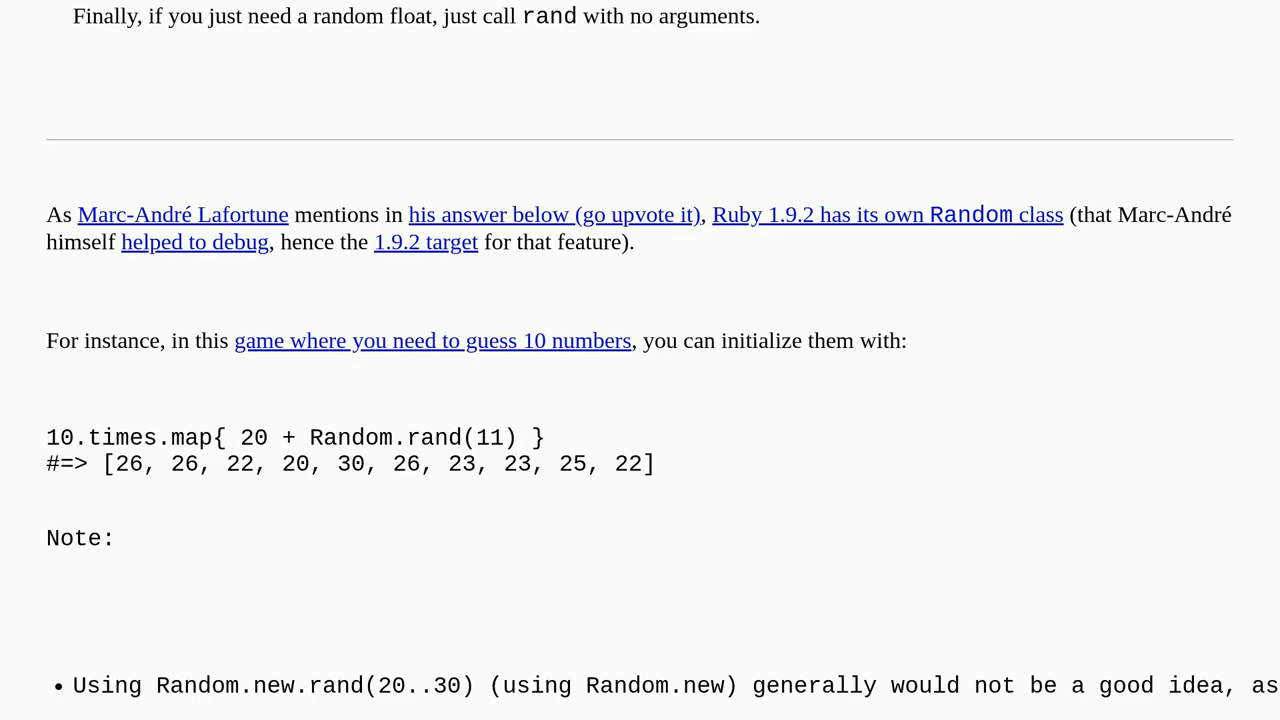 Finally, if you just need a random float, just call rand with no arguments.
As Marc-André Lafortune mentions in his answer below (go upvote it), Ruby 1.9.2 has its own Random class (that Marc-André
himself helped to debug, hence the 1.9.2 target for that feature).
For instance, in this game where you need to guess 10 numbers, you can initialize them with:
10.times.map{ 20 + Random.rand(11) }
#=> [26, 26, 22, 20, 30, 26, 23, 23, 25, 22]
Note:
• Using Random.new.rand(20..30) (using Random.new) generally would not be a good idea, as